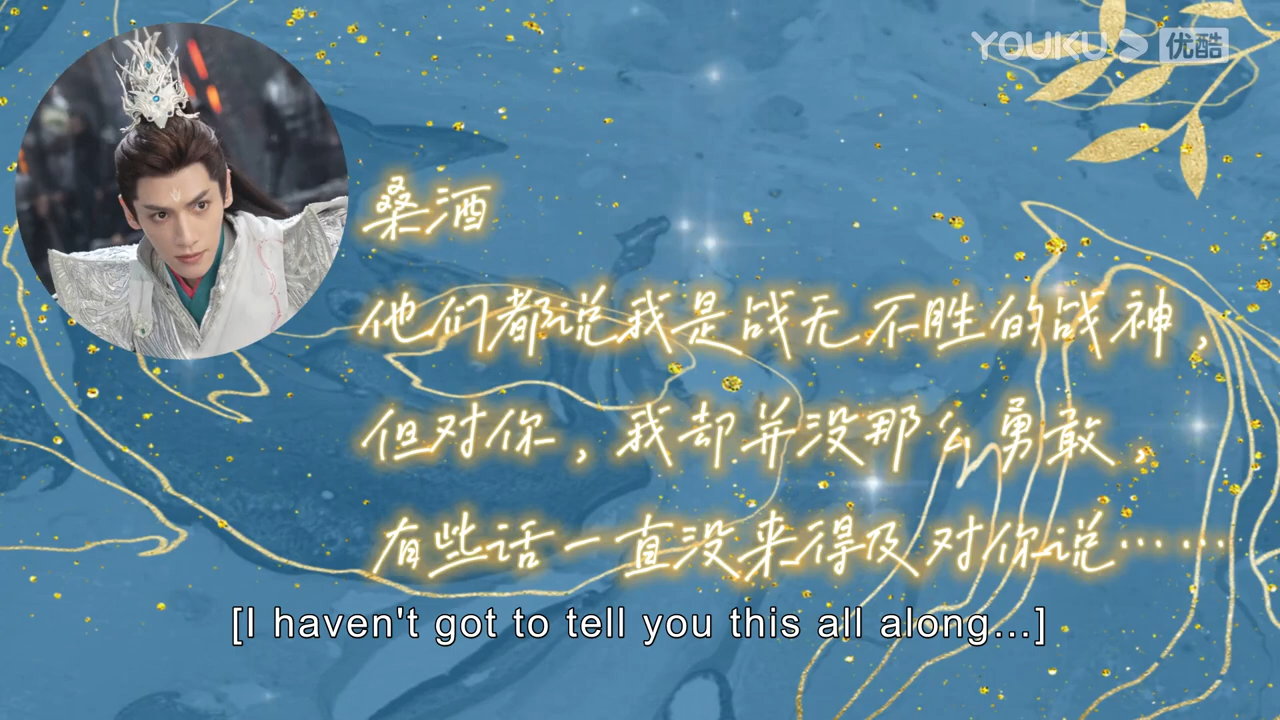 YOUKU 优酷
桑酒
他们都说我是战无不胜的战神，
但对你，我却并没那么勇敢，
有些话一直没来得及对你说……
[I haven't got to tell you this all along...]